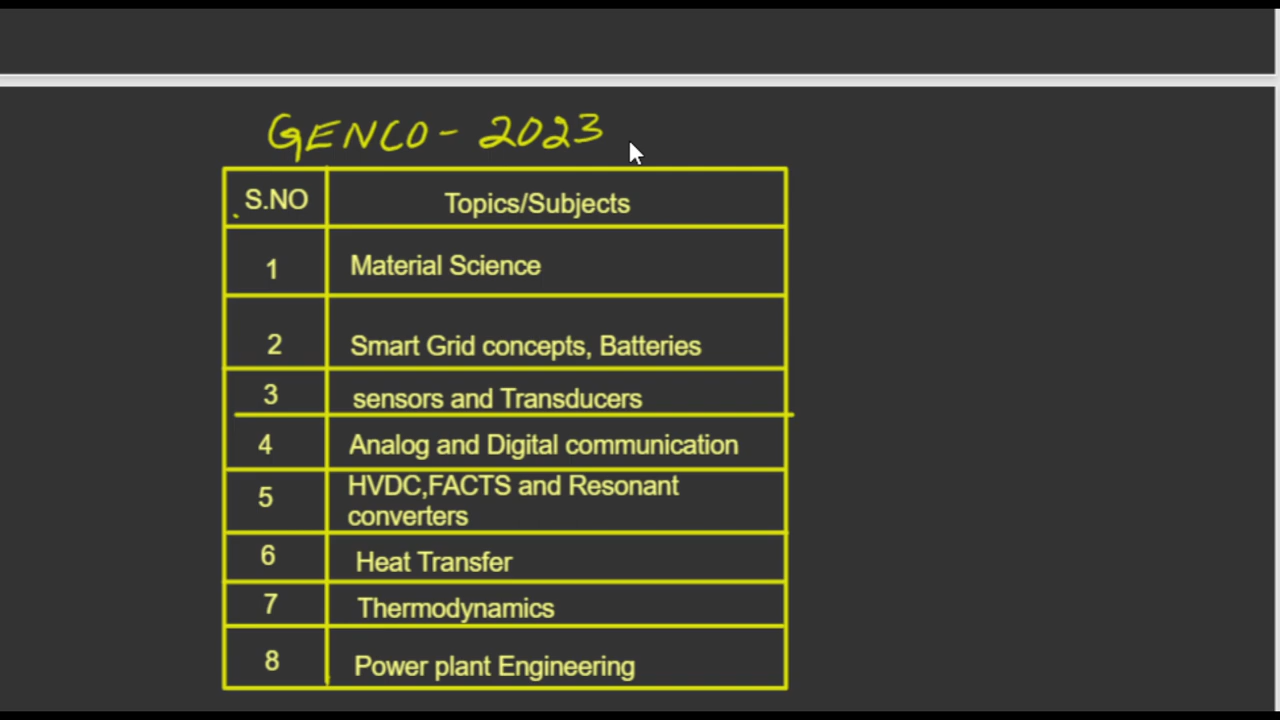 GENCO - 2023
S.NO Topics/Subjects
1 Material Science
2 Smart Grid concepts, Batteries
3 sensors and Transducers
4 Analog and Digital communication
5 HVDC,FACTS and Resonant
converters
6 Heat Transfer
7 Thermodynamics
8 Power plant Engineering